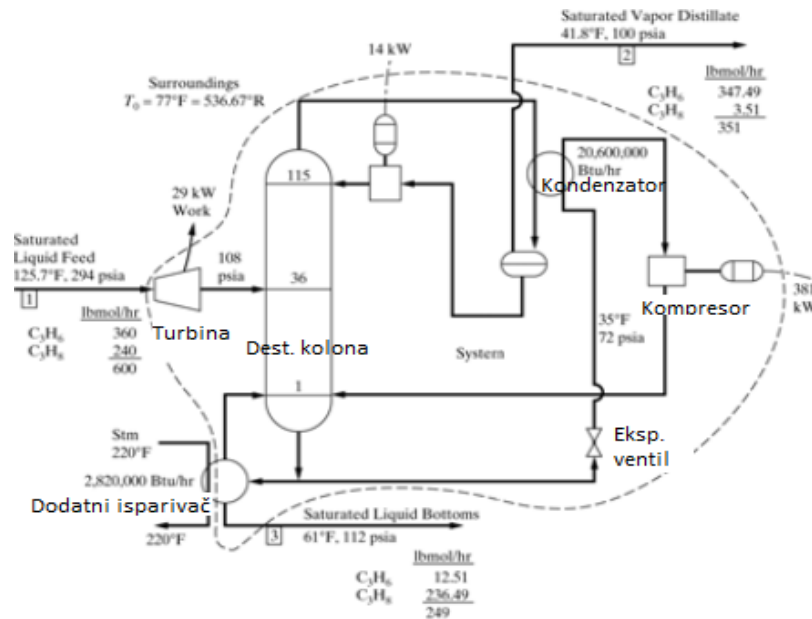 Saturated Vapor Distillate
41.8°F, 100 psia
2
lbmol/hr
C₃H₆ 347.49
C₃H₈ 3.51
351
14 kW
Surroundings
T₀ = 77°F = 536.67°R
115
20,600,000
Btu/hr
Kondenzator
29 kW
Work
Saturated
Liquid Feed
125.7°F, 294 psia
1
108
psia
36
lbmol/hr
C₃H₆ 360
C₃H₈ 240
600
Turbina
Dest. kolona
System
35°F
72 psia
Kompresor
381
kW
1
Stm
220°F
2,820,000 Btu/hr
Dodatni isparivač
220°F
Eksp.
ventil
Saturated Liquid Bottoms
3
61°F, 112 psia
lbmol/hr
C₃H₆ 12.51
C₃H₈ 236.49
249